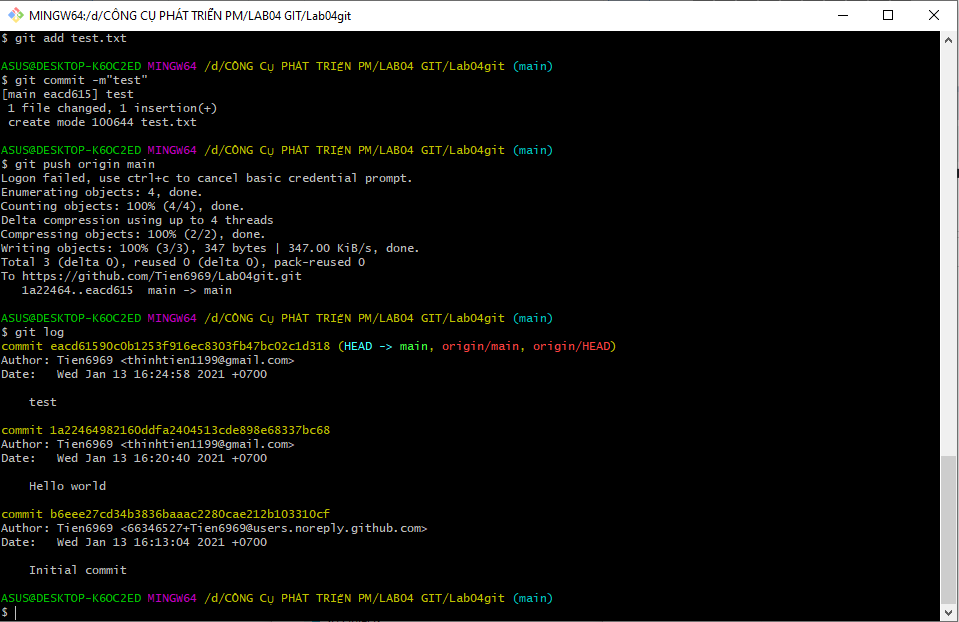 MINGW64:/d/CÔNG CỤ PHÁT TRIỂN PM/LAB04 GIT/Lab04git
$ git add test.txt
ASUS@DESKTOP-K6OC2ED MINGW64 /d/CÔNG CỤ PHÁT TRIỂN PM/LAB04 GIT/Lab04git (main)
$ git commit -m"test"
[main eacd615] test
 1 file changed, 1 insertion(+)
 create mode 100644 test.txt
ASUS@DESKTOP-K6OC2ED MINGW64 /d/CÔNG CỤ PHÁT TRIỂN PM/LAB04 GIT/Lab04git (main)
$ git push origin main
Logon failed, use ctrl+c to cancel basic credential prompt.
Enumerating objects: 4, done.
Counting objects: 100% (4/4), done.
Delta compression using up to 4 threads
Compressing objects: 100% (2/2), done.
Writing objects: 100% (3/3), 347 bytes | 347.00 KiB/s, done.
Total 3 (delta 0), reused 0 (delta 0), pack-reused 0
To https://github.com/Tien6969/Lab04git.git
   1a22464..eacd615  main -> main
ASUS@DESKTOP-K6OC2ED MINGW64 /d/CÔNG CỤ PHÁT TRIỂN PM/LAB04 GIT/Lab04git (main)
$ git log
commit eacd61590c0b1253f916ec8303fb47bc02c1d318 (HEAD -> main, origin/main, origin/HEAD)
Author: Tien6969 <thinhtien1199@gmail.com>
Date:   Wed Jan 13 16:24:58 2021 +0700
    test
commit 1a22464982160ddfa2404513cde898e68337bc68
Author: Tien6969 <thinhtien1199@gmail.com>
Date:   Wed Jan 13 16:20:40 2021 +0700
    Hello world
commit b6eee27cd34b3836baaac2280cae212b103310cf
Author: Tien6969 <66346527+Tien6969@users.noreply.github.com>
Date:   Wed Jan 13 16:13:04 2021 +0700
    Initial commit
ASUS@DESKTOP-K6OC2ED MINGW64 /d/CÔNG CỤ PHÁT TRIỂN PM/LAB04 GIT/Lab04git (main)
$